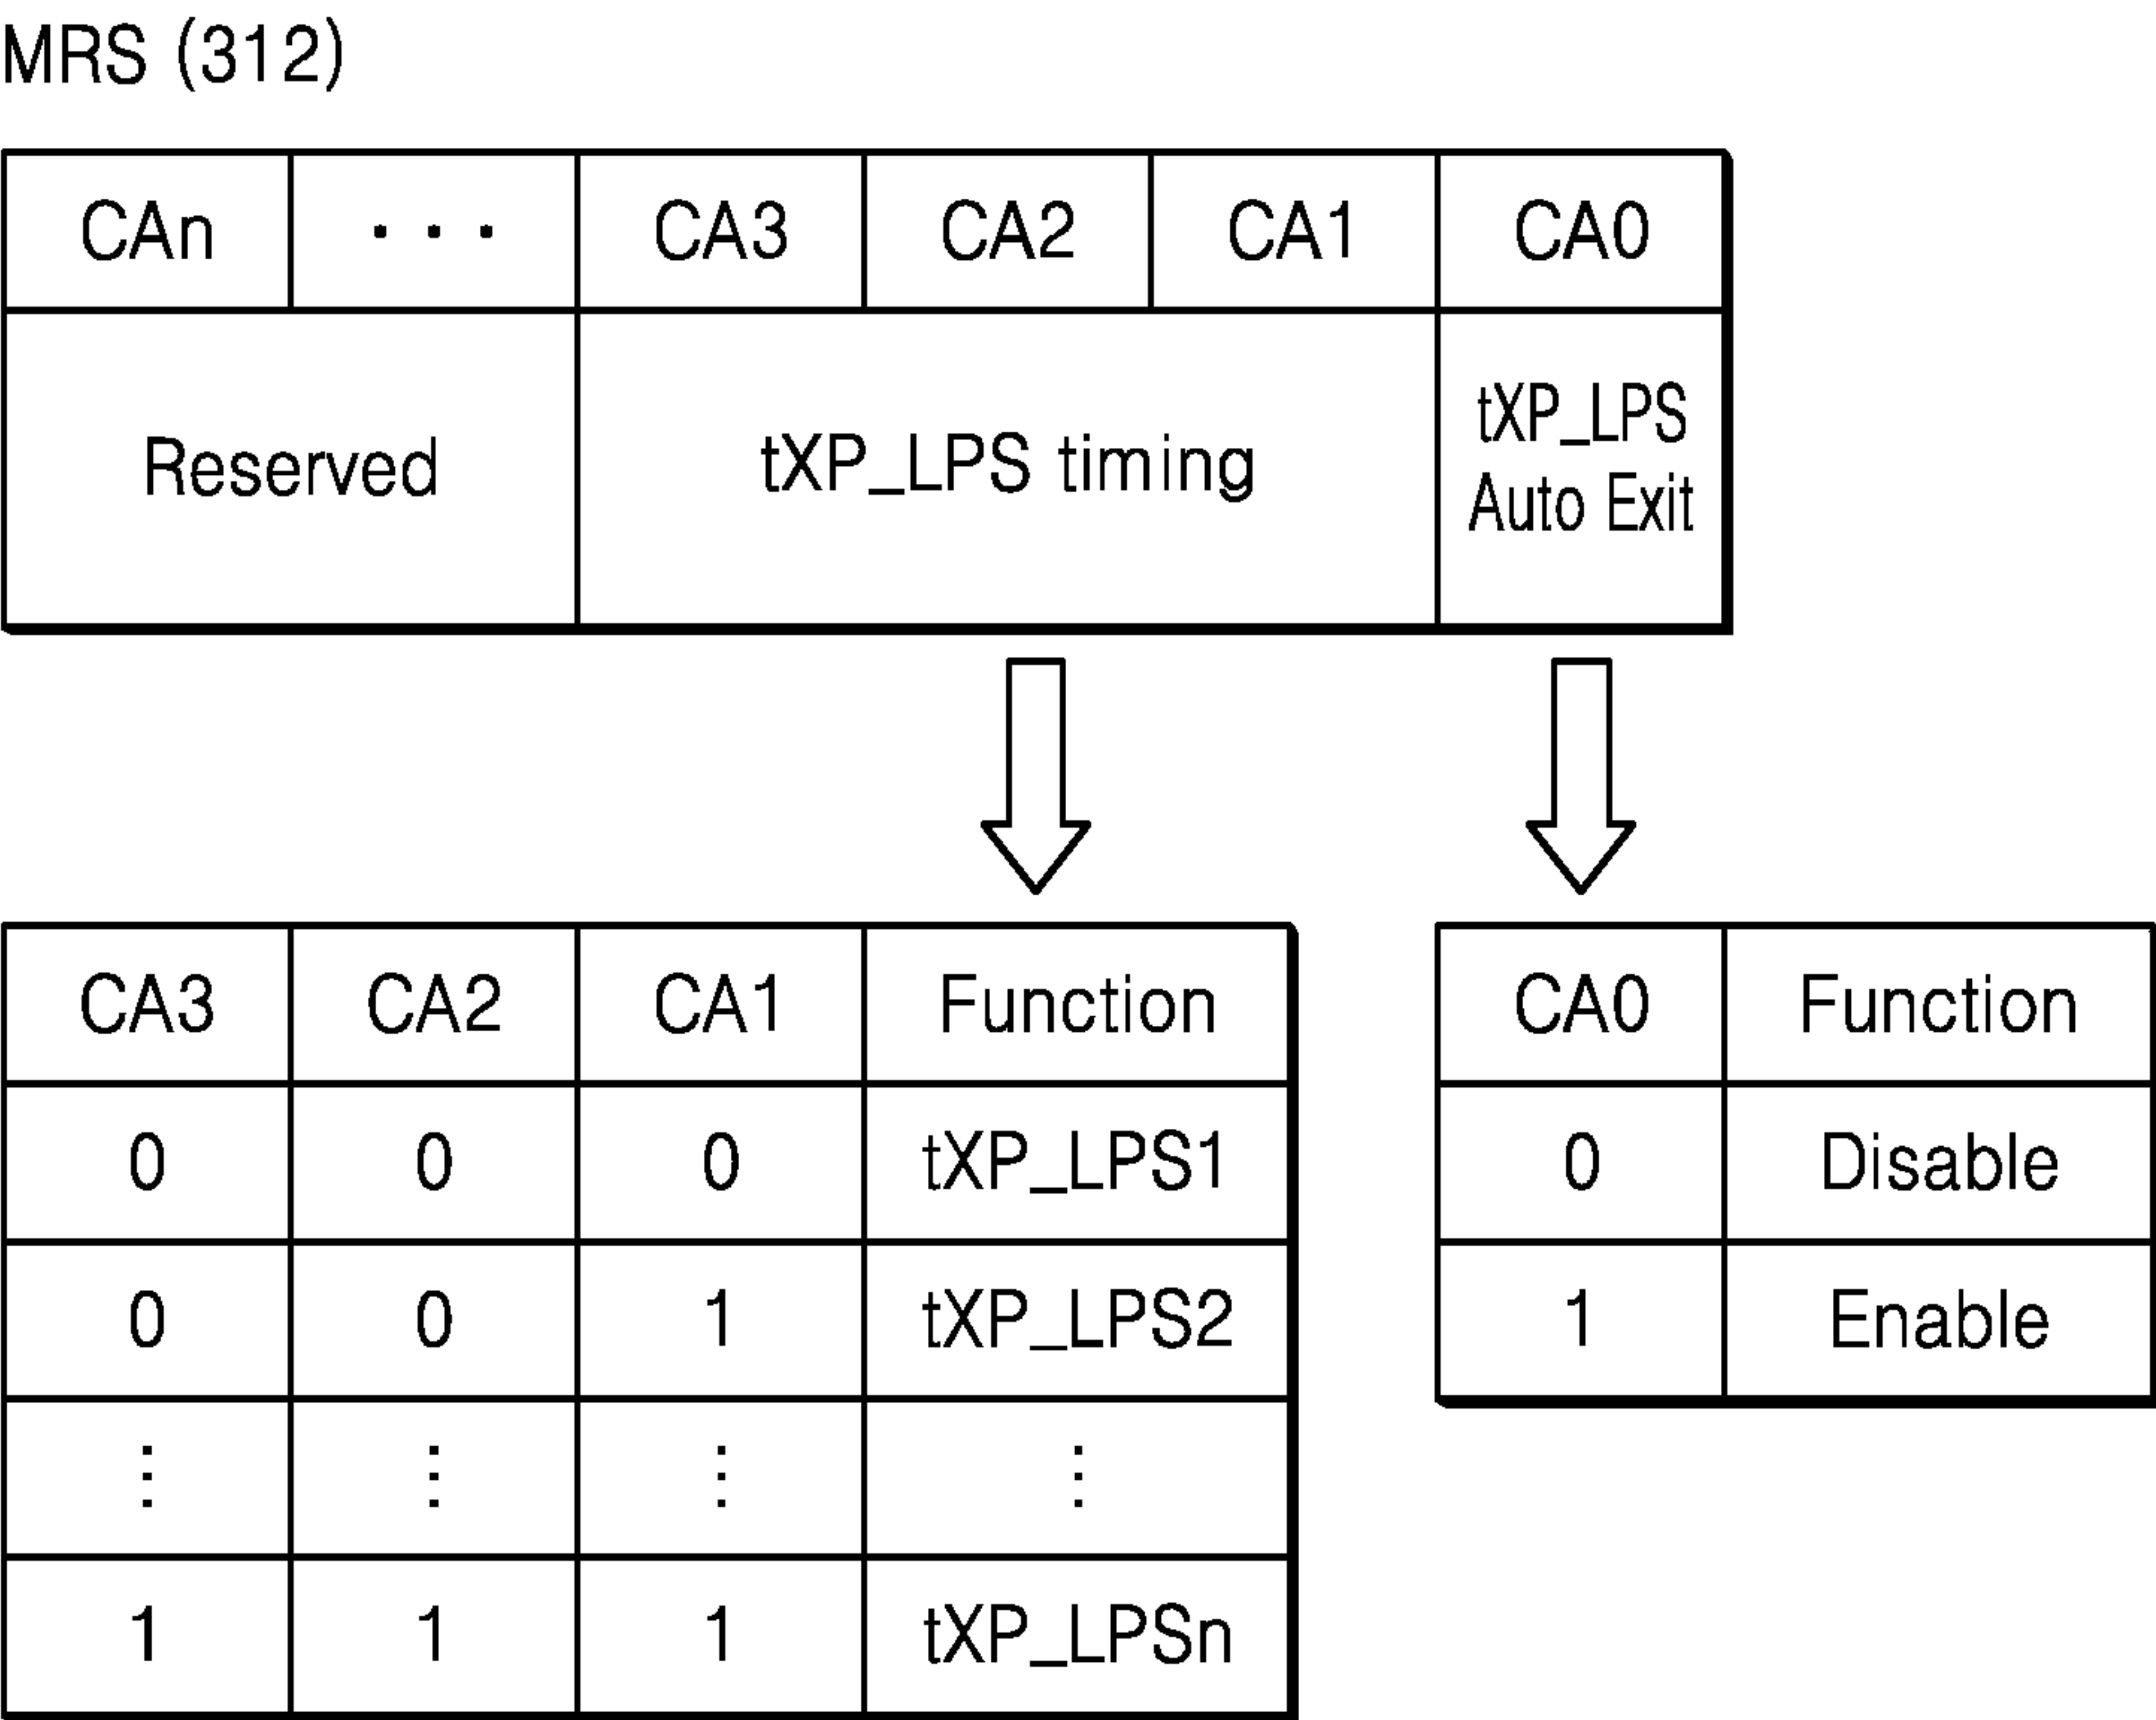 MRS (312)
CAn · · · CA3 CA2 CA1 CA0
Reserved tXP_LPS timing tXP_LPS
Auto Exit
CA3 CA2 CA1 Function
0 0 0 tXP_LPS1
0 0 1 tXP_LPS2
⋮ ⋮ ⋮ ⋮
1 1 1 tXP_LPSn
CA0 Function
0 Disable
1 Enable